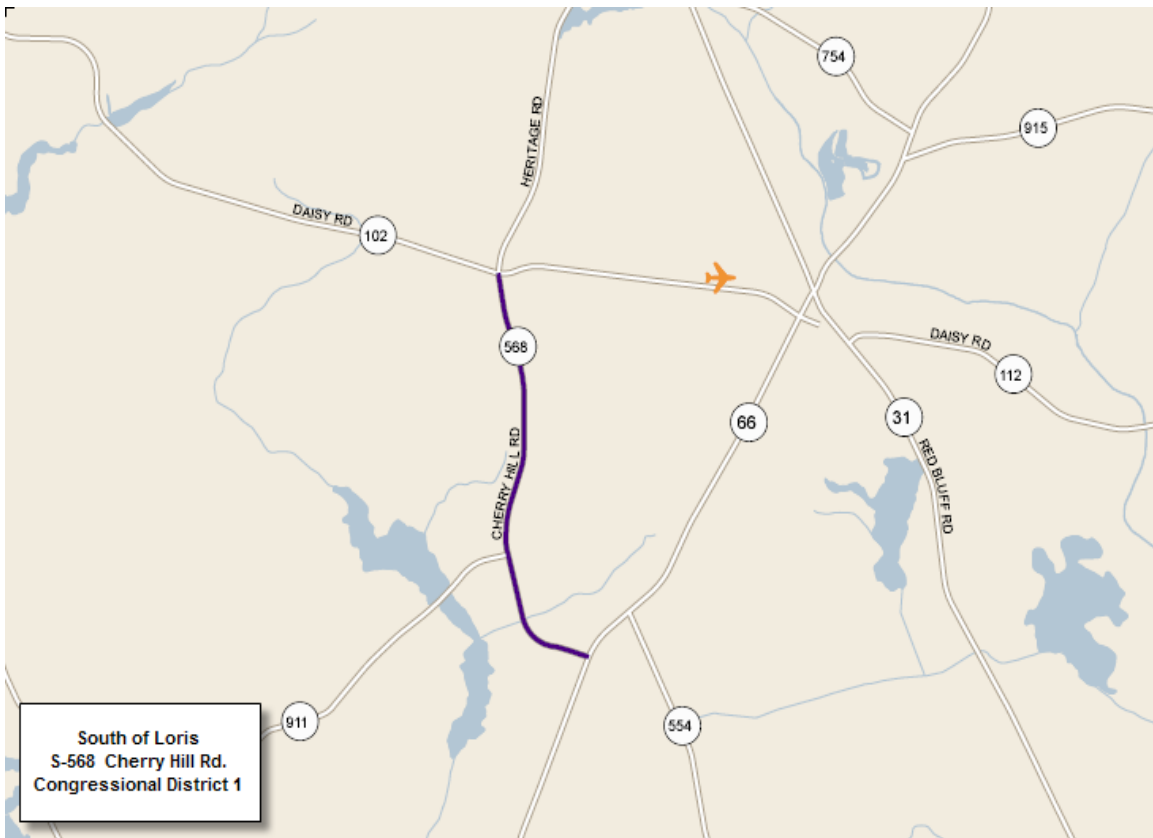 754
915
HERITAGE RD
DAISY RD
102
568
DAISY RD
112
66
31
CHERRY HILL RD
RED BLUFF RD
911
554
South of Loris
S-568 Cherry Hill Rd.
Congressional District 1